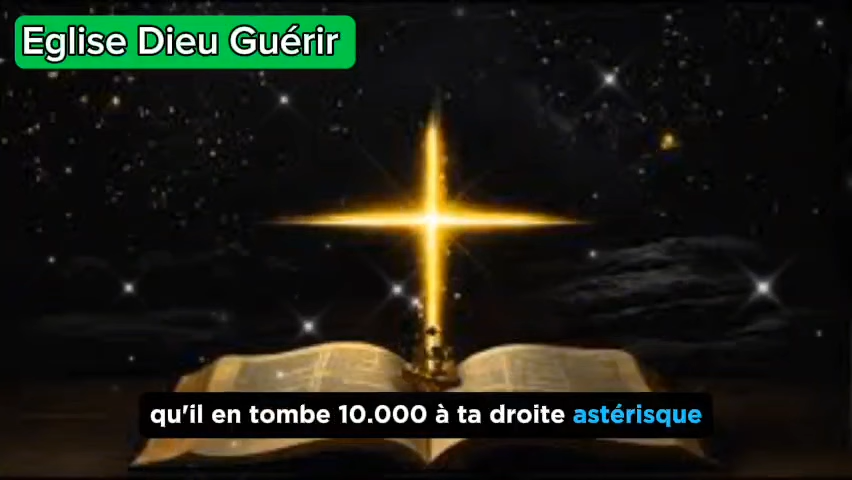 Eglise Dieu Guérir
qu'il en tombe 10.000 à ta droite astérisque